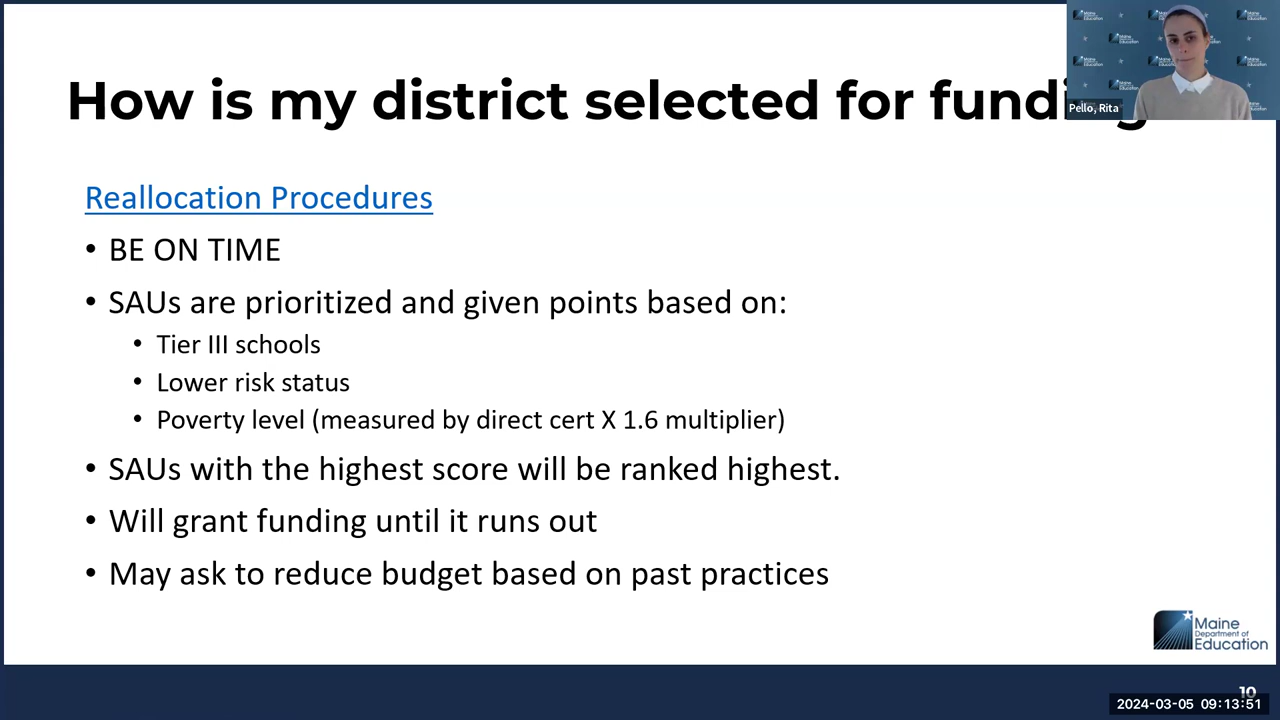 How is my district selected for funding
Pello, Rita
Reallocation Procedures
• BE ON TIME
• SAUs are prioritized and given points based on:
• Tier III schools
• Lower risk status
• Poverty level (measured by direct cert X 1.6 multiplier)
• SAUs with the highest score will be ranked highest.
• Will grant funding until it runs out
• May ask to reduce budget based on past practices
Maine
Department of
Education
10
2024-03-05 09:13:51